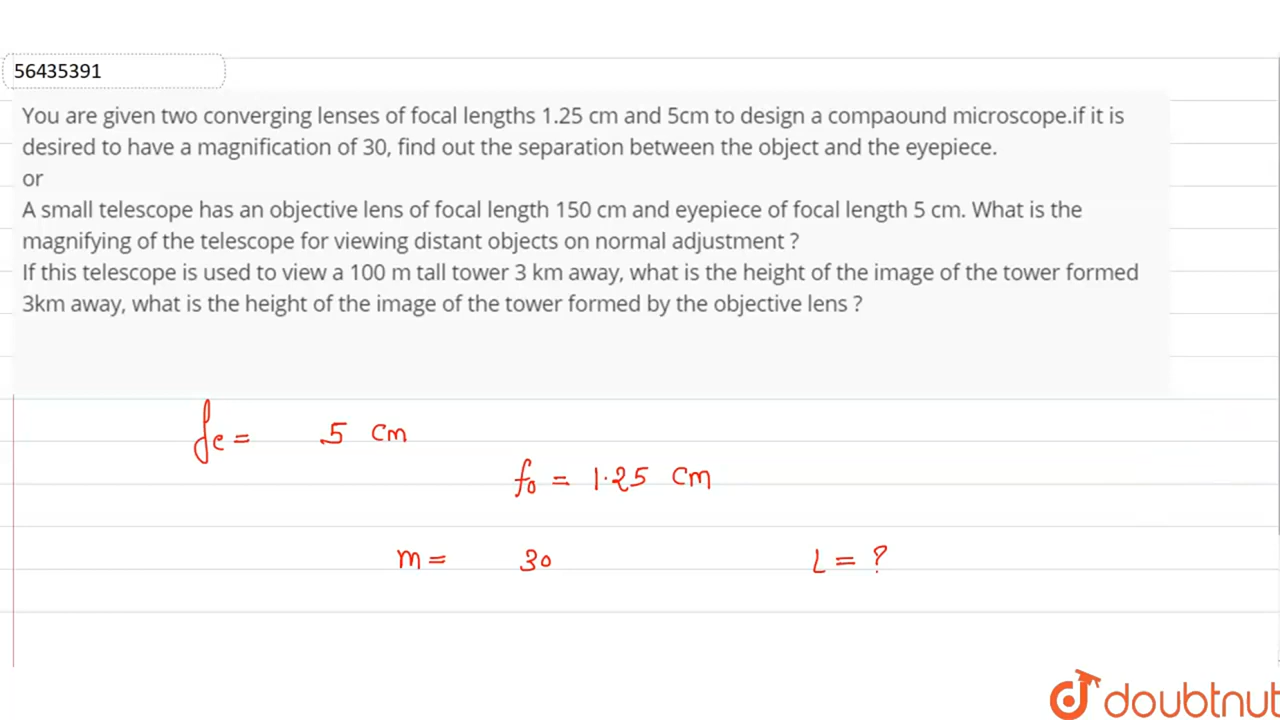 56435391
You are given two converging lenses of focal lengths 1.25 cm and 5cm to design a compaound microscope.if it is
desired to have a magnification of 30, find out the separation between the object and the eyepiece.
or
A small telescope has an objective lens of focal length 150 cm and eyepiece of focal length 5 cm. What is the
magnifying of the telescope for viewing distant objects on normal adjustment ?
If this telescope is used to view a 100 m tall tower 3 km away, what is the height of the image of the tower formed
3km away, what is the height of the image of the tower formed by the objective lens ?
fe = 5 cm
fo = 1.25 cm
m = 30 L = ?
doubtnut